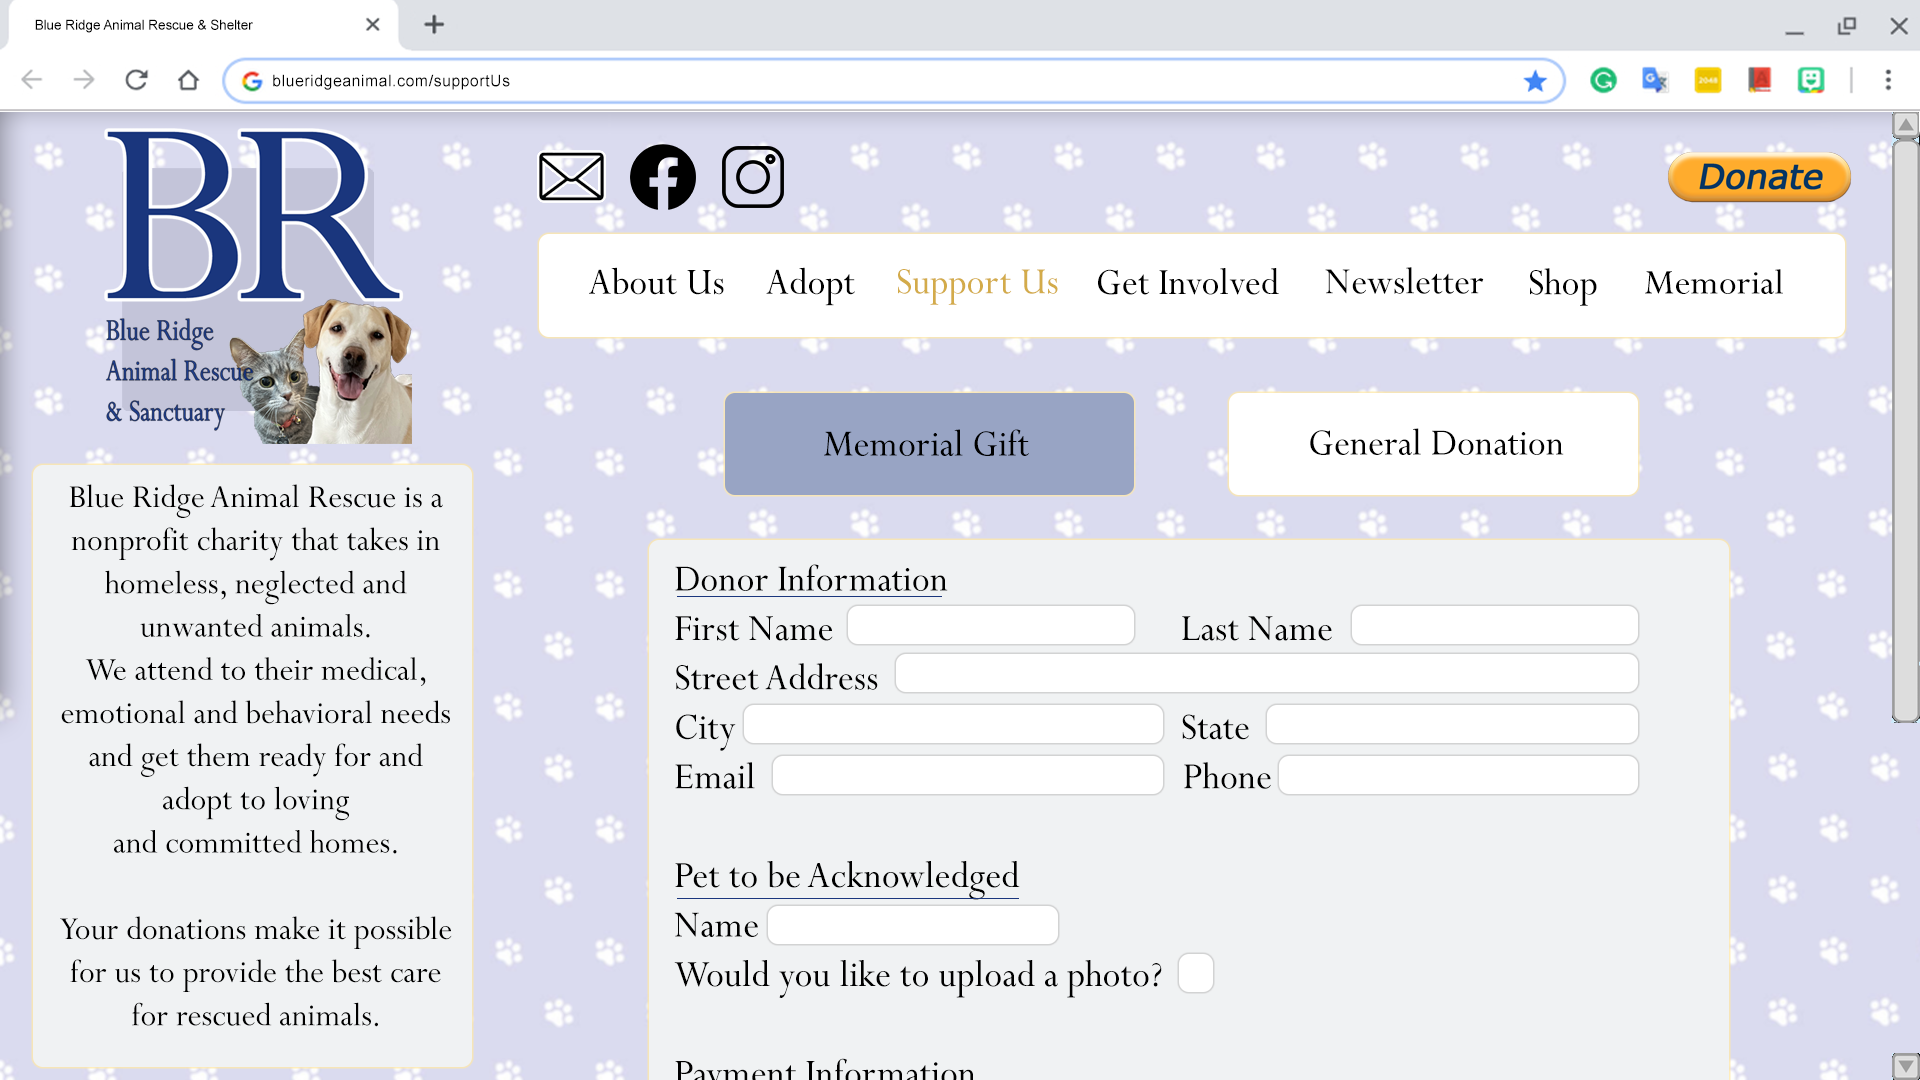 Blue Ridge Animal Rescue & Shelter
blueridgeanimal.com/supportUs
2048
BR
Blue Ridge
Animal Rescue
& Sanctuary
Donate
About Us Adopt Support Us Get Involved Newsletter Shop Memorial
Memorial Gift General Donation
Blue Ridge Animal Rescue is a
nonprofit charity that takes in
homeless, neglected and
unwanted animals.
We attend to their medical,
emotional and behavioral needs
and get them ready for and
adopt to loving
and committed homes.
Your donations make it possible
for us to provide the best care
for rescued animals.
Donor Information
First Name Last Name
Street Address
City State
Email Phone
Pet to be Acknowledged
Name
Would you like to upload a photo?
Payment Information